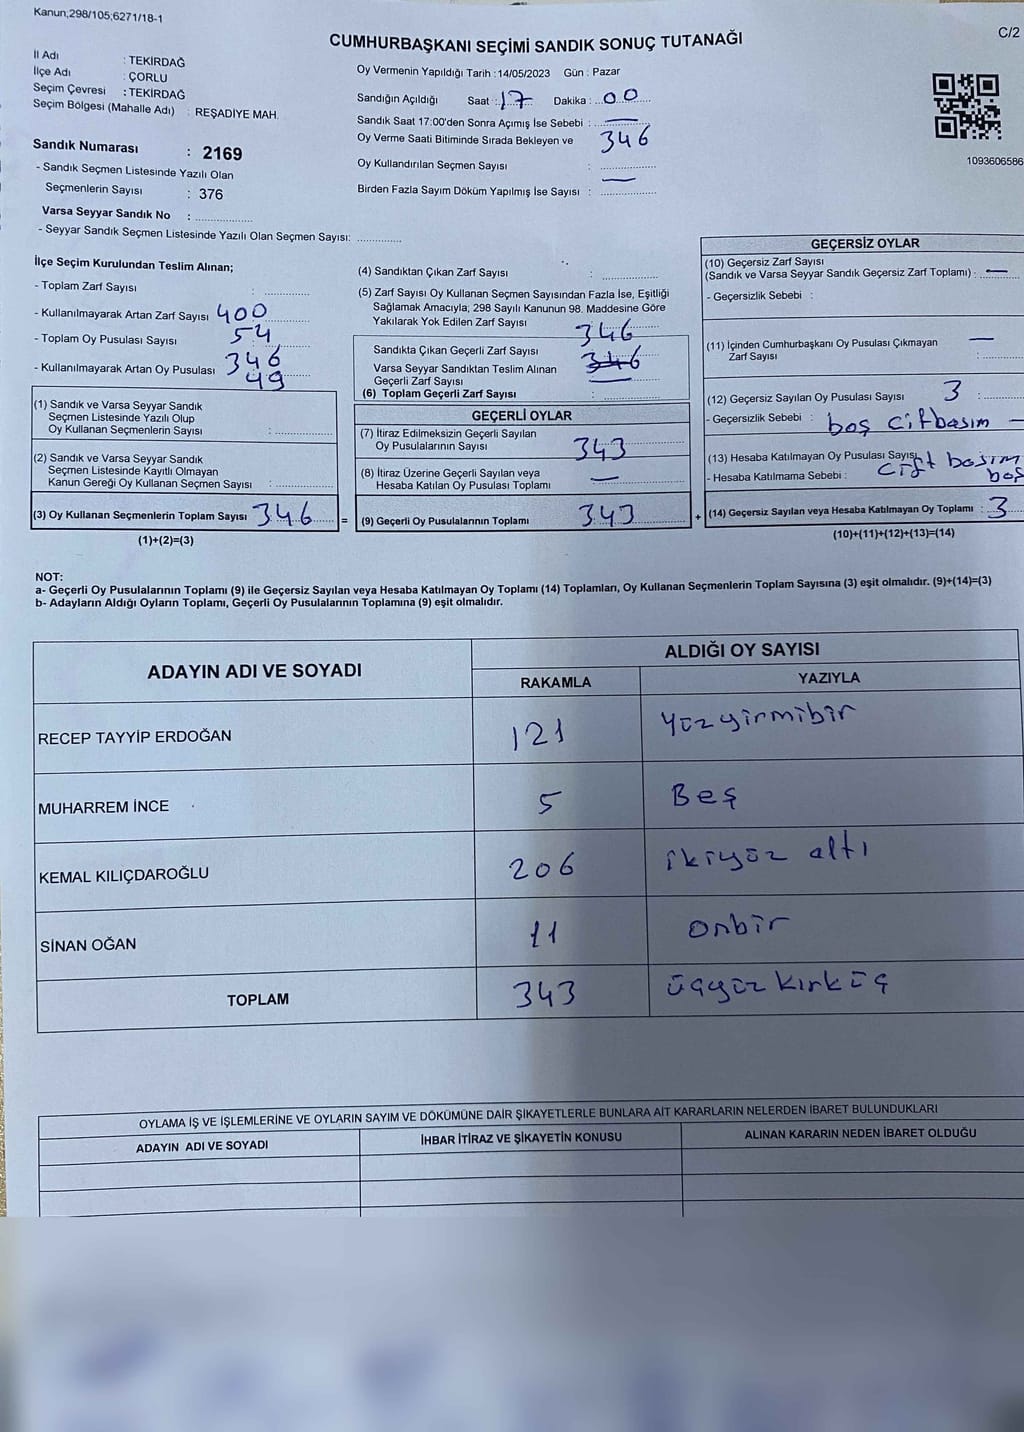 Kanun;298/105;6271/18-1
C/2
CUMHURBAŞKANI SEÇİMİ SANDIK SONUÇ TUTANAĞI
İl Adı : TEKİRDAĞ
İlçe Adı : ÇORLU
Seçim Çevresi : TEKİRDAĞ
Seçim Bölgesi (Mahalle Adı) : REŞADİYE MAH.
Sandık Numarası : 2169
- Sandık Seçmen Listesinde Yazılı Olan
Seçmenlerin Sayısı : 376
Varsa Seyyar Sandık No : ..................
- Seyyar Sandık Seçmen Listesinde Yazılı Olan Seçmen Sayısı: ..............
Oy Vermenin Yapıldığı Tarih :14/05/2023 Gün : Pazar
Sandığın Açıldığı Saat : 17 Dakika : 00
Sandık Saat 17:00'den Sonra Açımış İse Sebebi : —
Oy Verme Saati Bitiminde Sırada Bekleyen ve 346
Oy Kullandırılan Seçmen Sayısı :
Birden Fazla Sayım Döküm Yapılmış İse Sayısı : —
1093606586
İlçe Seçim Kurulundan Teslim Alınan;
- Toplam Zarf Sayısı :
- Kullanılmayarak Artan Zarf Sayısı 400
- Toplam Oy Pusulası Sayısı 54
- Kullanılmayarak Artan Oy Pusulası 346
49
(1) Sandık ve Varsa Seyyar Sandık
Seçmen Listesinde Yazılı Olup
Oy Kullanan Seçmenlerin Sayısı :
(2) Sandık ve Varsa Seyyar Sandık
Seçmen Listesinde Kayıtlı Olmayan
Kanun Gereği Oy Kullanan Seçmen Sayısı :
(3) Oy Kullanan Seçmenlerin Toplam Sayısı 346 =
(1)+(2)=(3)
(4) Sandıktan Çıkan Zarf Sayısı :
(5) Zarf Sayısı Oy Kullanan Seçmen Sayısından Fazla İse, Eşitliği
Sağlamak Amacıyla; 298 Sayılı Kanunun 98. Maddesine Göre
Yakılarak Yok Edilen Zarf Sayısı 346
Sandıkta Çıkan Geçerli Zarf Sayısı 346
Varsa Seyyar Sandıktan Teslim Alınan
Geçerli Zarf Sayısı —
(6) Toplam Geçerli Zarf Sayısı :
GEÇERLİ OYLAR
(7) İtiraz Edilmeksizin Geçerli Sayılan
Oy Pusulalarının Sayısı 343
(8) İtiraz Üzerine Geçerli Sayılan veya
Hesaba Katılan Oy Pusulası Toplamı —
(9) Geçerli Oy Pusulalarının Toplamı 343 +
GEÇERSİZ OYLAR
(10) Geçersiz Zarf Sayısı
(Sandık ve Varsa Seyyar Sandık Geçersiz Zarf Toplamı) : —
- Geçersizlik Sebebi :
(11) İçinden Cumhurbaşkanı Oy Pusulası Çıkmayan —
Zarf Sayısı :
(12) Geçersiz Sayılan Oy Pusulası Sayısı 3
- Geçersizlik Sebebi : boş çiftbasım —
(13) Hesaba Katılmayan Oy Pusulası Sayısı
- Hesaba Katılmama Sebebi : çift basım
boş
(14) Geçersiz Sayılan veya Hesaba Katılmayan Oy Toplamı : 3
(10)+(11)+(12)+(13)=(14)
NOT:
a- Geçerli Oy Pusulalarının Toplamı (9) ile Geçersiz Sayılan veya Hesaba Katılmayan Oy Toplamı (14) Toplamları, Oy Kullanan Seçmenlerin Toplam Sayısına (3) eşit olmalıdır. (9)+(14)=(3)
b- Adayların Aldığı Oyların Toplamı, Geçerli Oy Pusulalarının Toplamına (9) eşit olmalıdır.
ADAYIN ADI VE SOYADI ALDIĞI OY SAYISI
RAKAMLA YAZIYLA
RECEP TAYYİP ERDOĞAN 121 Yüzyirmibir
MUHARREM İNCE 5 Beş
KEMAL KILIÇDAROĞLU 206 ikiyüz altı
SİNAN OĞAN 11 Onbir
TOPLAM 343 üçyüz kırk üç
OYLAMA İŞ VE İŞLEMLERİNE VE OYLARIN SAYIM VE DÖKÜMÜNE DAİR ŞİKAYETLERLE BUNLARA AİT KARARLARIN NELERDEN İBARET BULUNDUKLARI
ADAYIN ADI VE SOYADI İHBAR İTİRAZ VE ŞİKAYETİN KONUSU ALINAN KARARIN NEDEN İBARET OLDUĞU